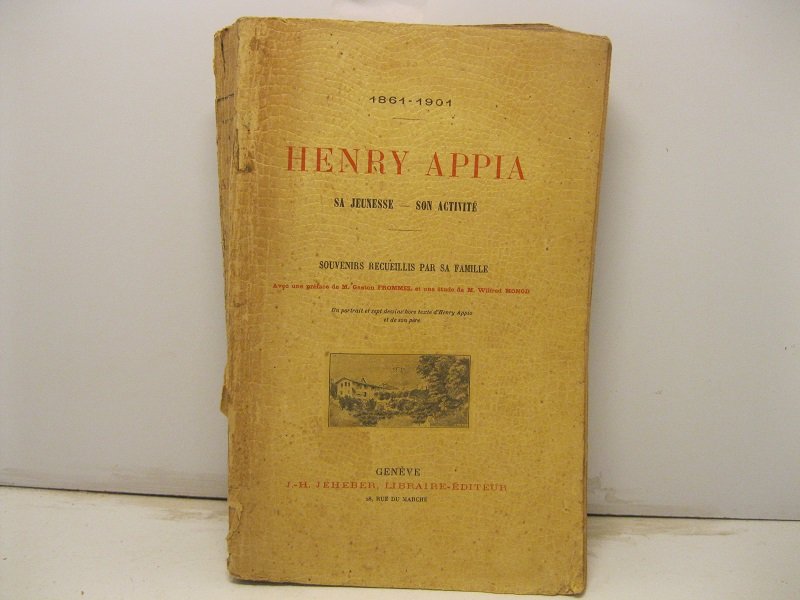 1861-1901
HENRY APPIA
SA JEUNESSE — SON ACTIVITÉ
SOUVENIRS RECUEILLIS PAR SA FAMILLE
Avec une préface de M. Gaston FROMMEL et une étude de M. Wilfred MONOD
Un portrait et sept dessins hors texte d'Henry Appia
et de son père
GENÈVE
J.-H. JEHEBER, LIBRAIRE-ÉDITEUR
28, RUE DU MARCHÉ